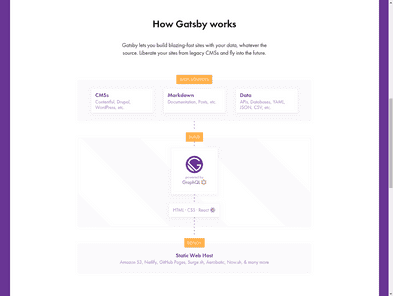 How Gatsby works
Gatsby lets you build blazing-fast sites with your data, whatever the
source. Liberate your sites from legacy CMSs and fly into the future.
DATA SOURCES
CMSs
Contentful, Drupal,
WordPress, etc.
Markdown
Documentation, Posts, etc.
Data
APIs, Databases, YAML,
JSON, CSV, etc.
BUILD
powered by
GraphQL
HTML · CSS · React
DEPLOY
Static Web Host
Amazon S3, Netlify, GitHub Pages, Surge.sh, Aerobatic, Now.sh, & many more